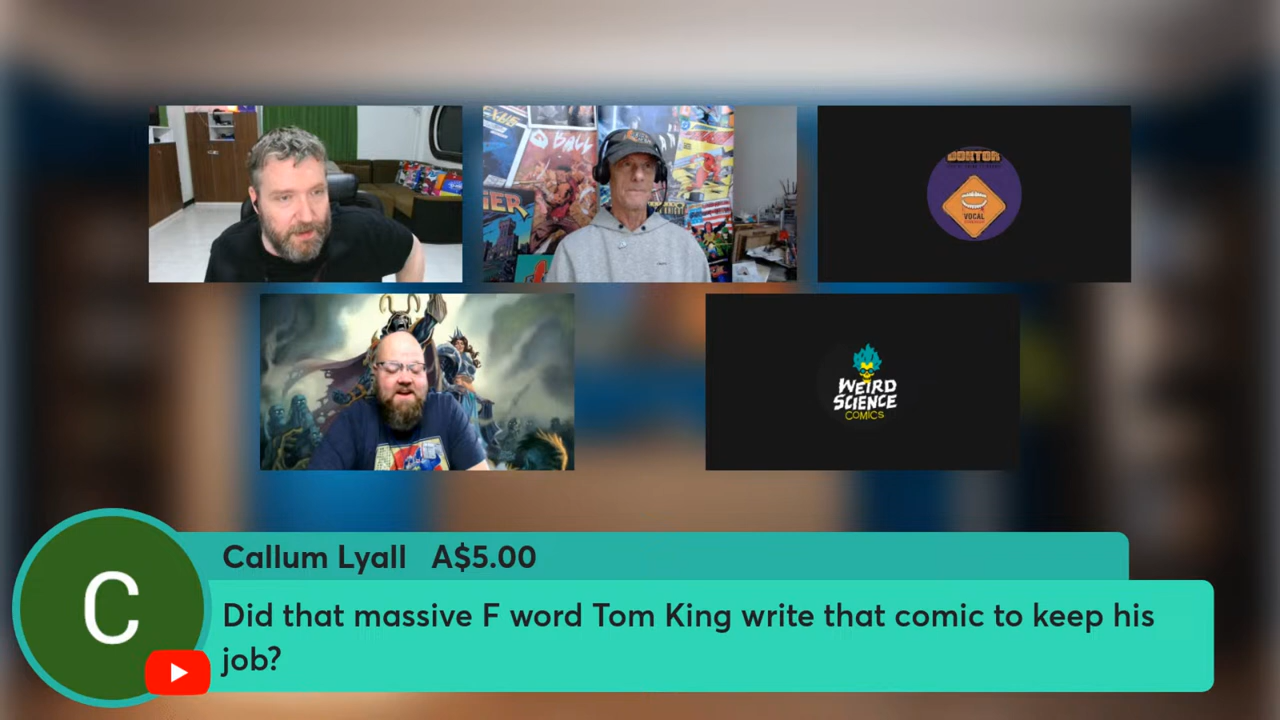 DOKTOR
VOCAL
WEIRD
SCIENCE
COMICS
C
Callum Lyall A$5.00
Did that massive F word Tom King write that comic to keep his
job?